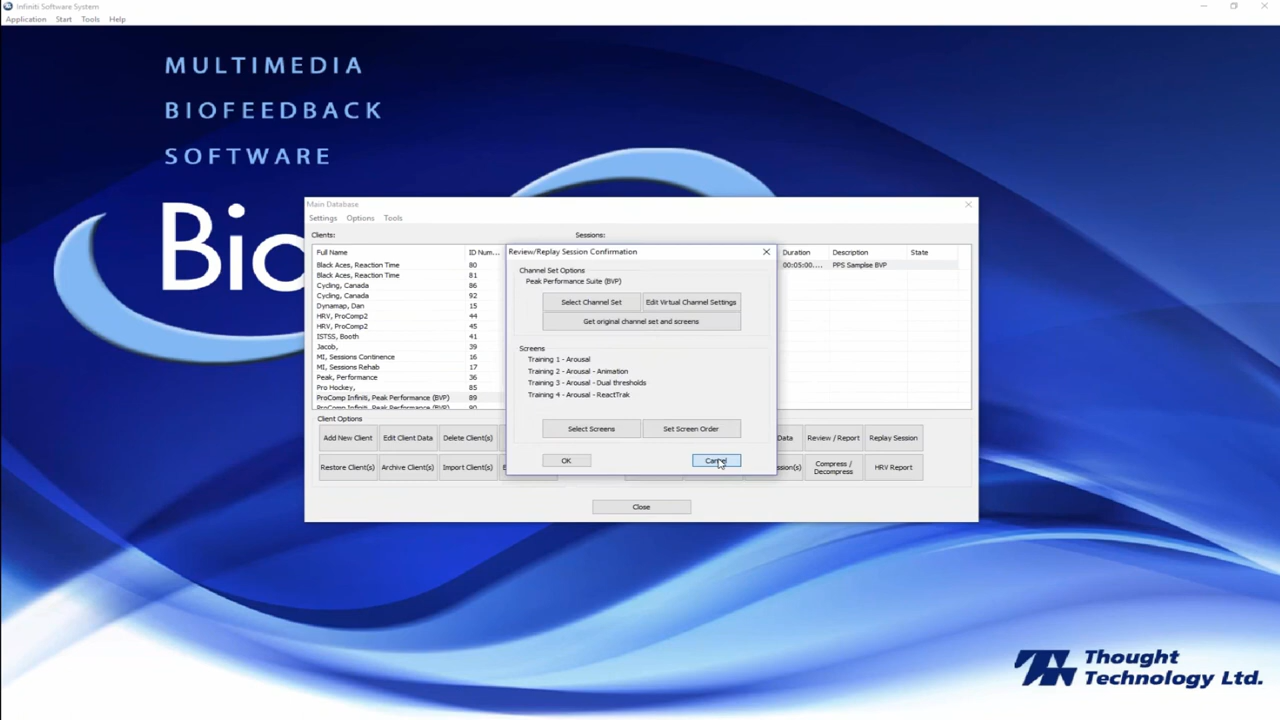 Infiniti Software System
Application Start Tools Help
MULTIMEDIA
BIOFEEDBACK
SOFTWARE
Bio
Main Database
Settings Options Tools
Clients: Sessions:
Full Name ID Num... Duration Description State
Black Aces, Reaction Time 80 00:05:00.... PPS Samplse BVP
Black Aces, Reaction Time 81
Cycling, Canada 86
Cycling, Canada 92
Dynamap, Dan 15
HRV, ProComp2 44
HRV, ProComp2 45
ISTSS, Booth 41
Jacob, 39
MI, Sessions Continence 16
MI, Sessions Rehab 17
Peak, Performance 36
Pro Hockey, 85
ProComp Infiniti, Peak Performance (BVP) 89
ProComp Infiniti, Peak Performance (BVP) 90
Client Options
Add New Client Edit Client Data Delete Client(s) Data Review / Report Replay Session
Restore Client(s) Archive Client(s) Import Client(s) Compress / Decompress HRV Report
Close
Review/Replay Session Confirmation
Channel Set Options
Peak Performance Suite (BVP)
Select Channel Set Edit Virtual Channel Settings
Get original channel set and screens
Screens
Training 1 - Arousal
Training 2 - Arousal - Animation
Training 3 - Arousal - Dual thresholds
Training 4 - Arousal - ReactTrak
Select Screens Set Screen Order
OK Cancel
Thought
Technology Ltd.